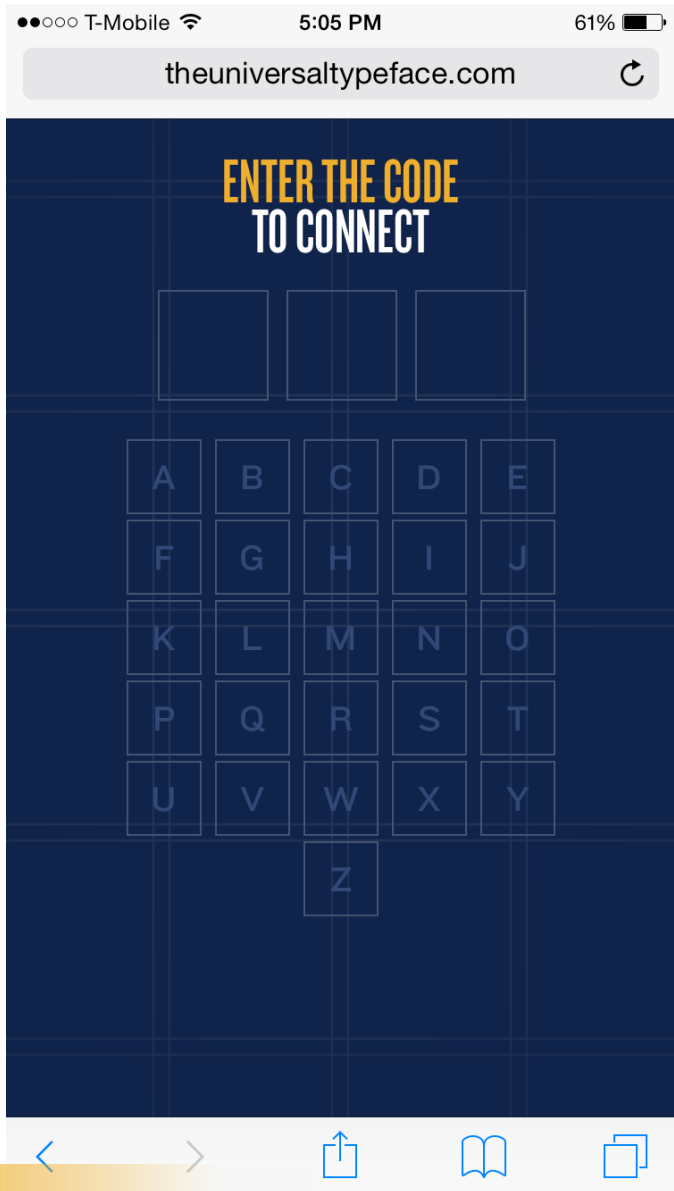 T-Mobile 5:05 PM 61%
theuniversaltypeface.com
ENTER THE CODE
TO CONNECT
A B C D E
F G H I J
K L M N O
P Q R S T
U V W X Y
Z